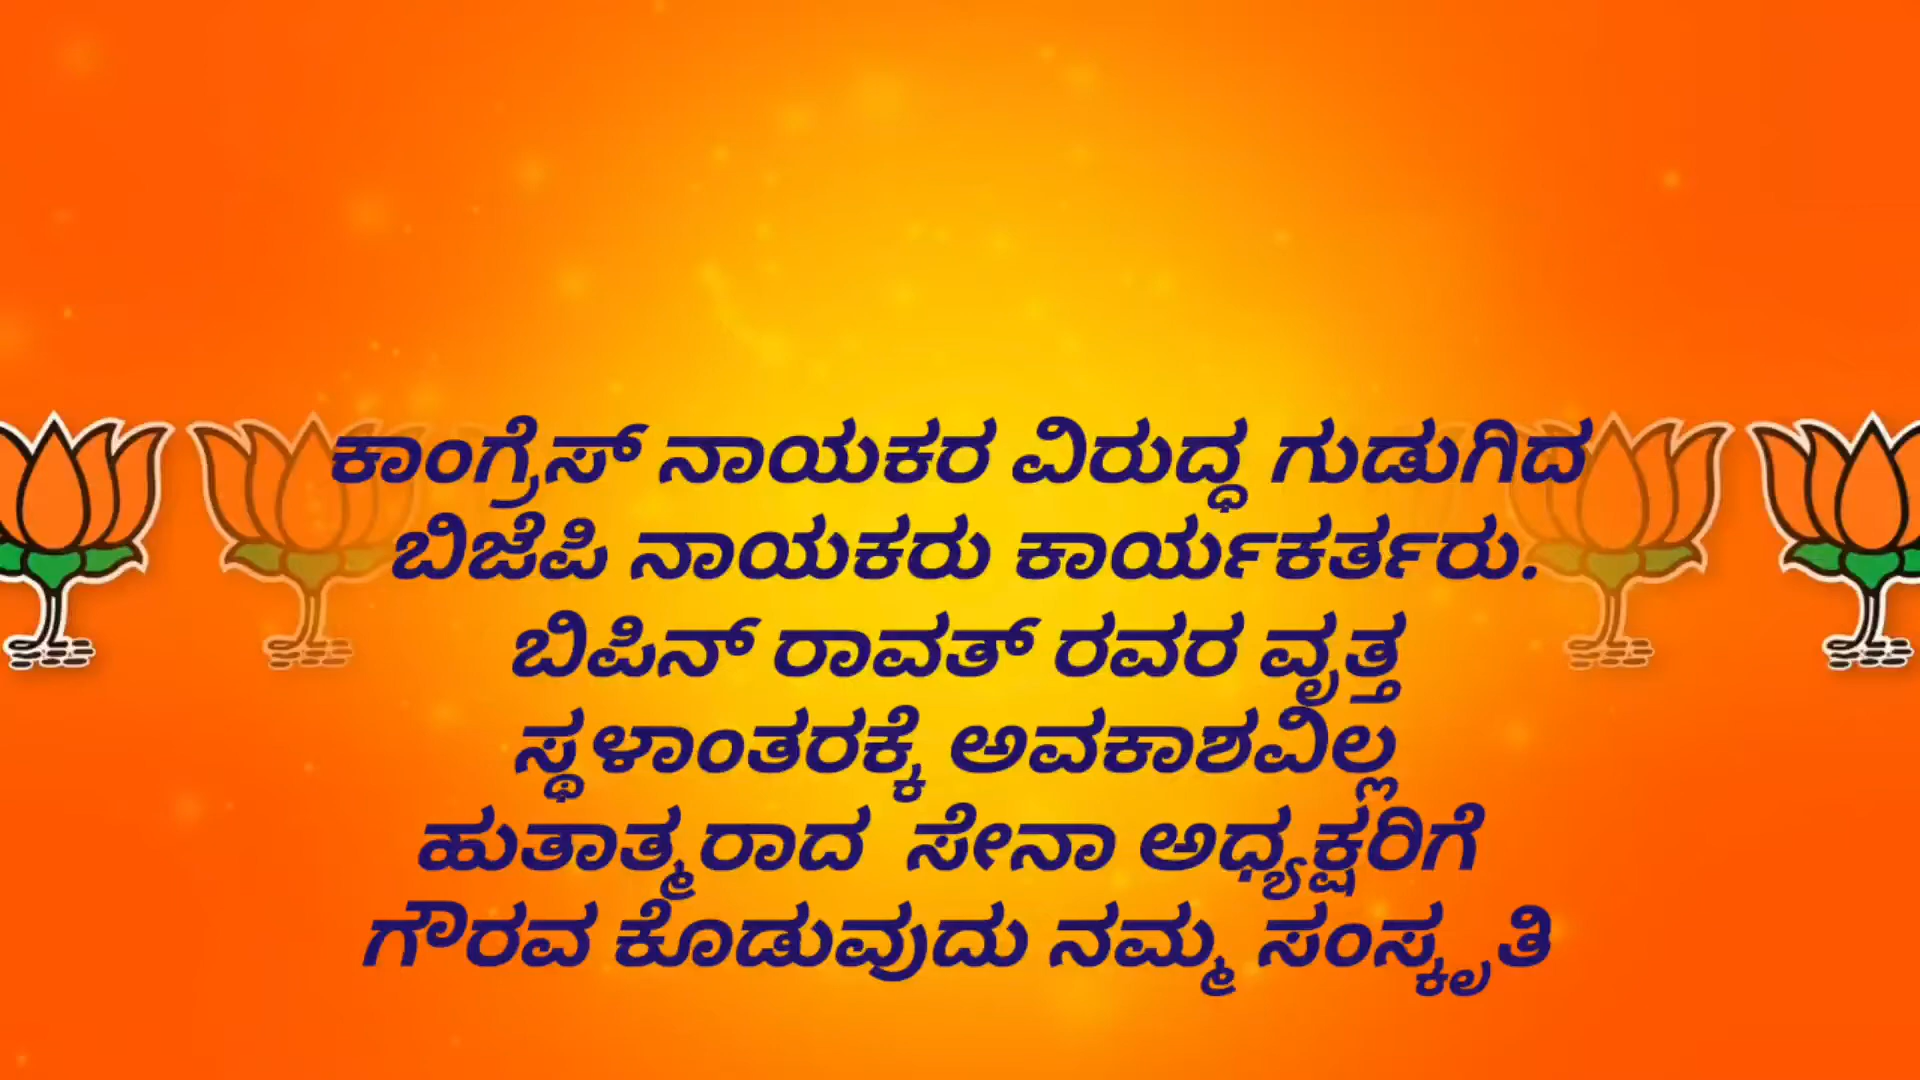 ಕಾಂಗ್ರೆಸ್ ನಾಯಕರ ವಿರುದ್ಧ ಗುಡುಗಿದ
ಬಿಜೆಪಿ ನಾಯಕರು ಕಾರ್ಯಕರ್ತರು.
ಬಿಪಿನ್ ರಾವತ್ ರವರ ವೃತ್ತ
ಸ್ಥಳಾಂತರಕ್ಕೆ ಅವಕಾಶವಿಲ್ಲ
ಹುತಾತ್ಮರಾದ ಸೇನಾ ಅಧ್ಯಕ್ಷರಿಗೆ
ಗೌರವ ಕೊಡುವುದು ನಮ್ಮ ಸಂಸ್ಕೃತಿ